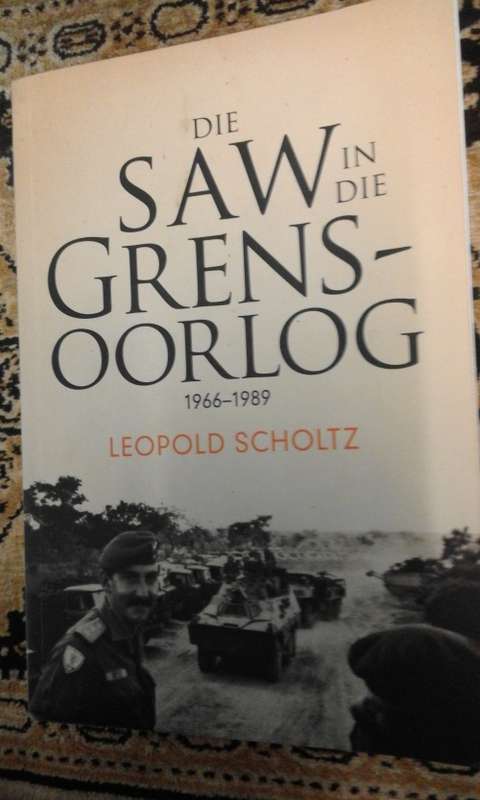 DIE
SAW IN DIE
GRENS-
OORLOG
1966–1989
LEOPOLD SCHOLTZ